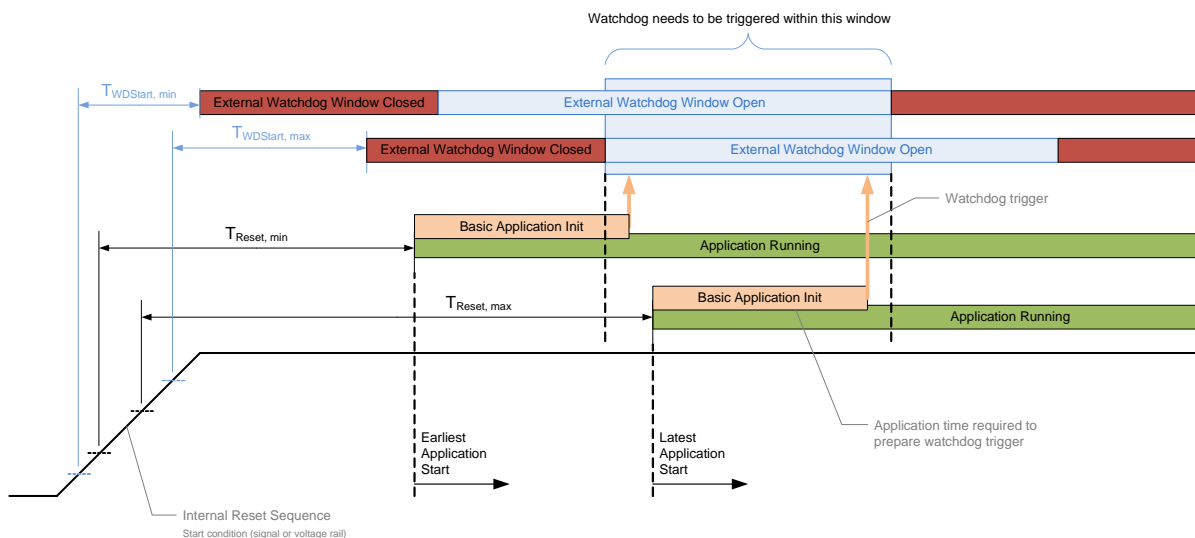 Watchdog needs to be triggered within this window
TWDStart, min
External Watchdog Window Closed
External Watchdog Window Open
TWDStart, max
External Watchdog Window Closed
External Watchdog Window Open
Watchdog trigger
Basic Application Init
TReset, min
Application Running
Basic Application Init
TReset, max
Application Running
Earliest
Application
Start
Latest
Application
Start
Application time required to
prepare watchdog trigger
Internal Reset Sequence
Start condition (signal or voltage rail)